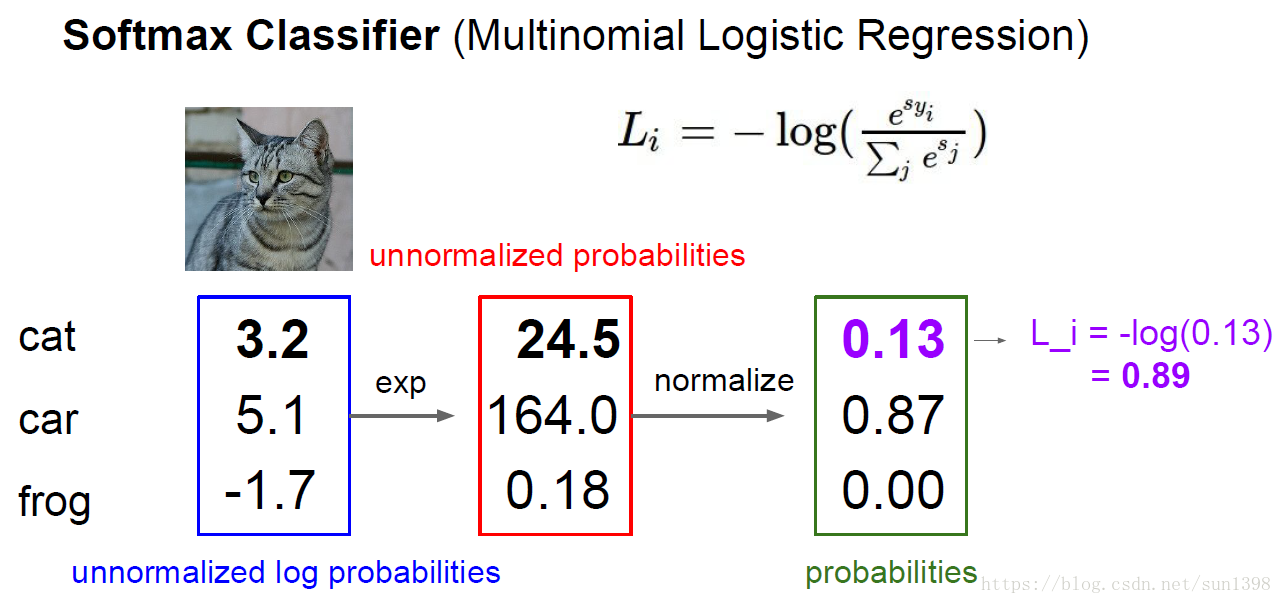 Softmax Classifier (Multinomial Logistic Regression)
L_i = -log(\frac{e^{s_{y_i}}}{\sum_j e^{s_j}})
unnormalized probabilities
cat 3.2 24.5 0.13 L_i = -log(0.13)
= 0.89
exp normalize
car 5.1 164.0 0.87
frog -1.7 0.18 0.00
unnormalized log probabilities probabilities
https://blog.csdn.net/sun1398